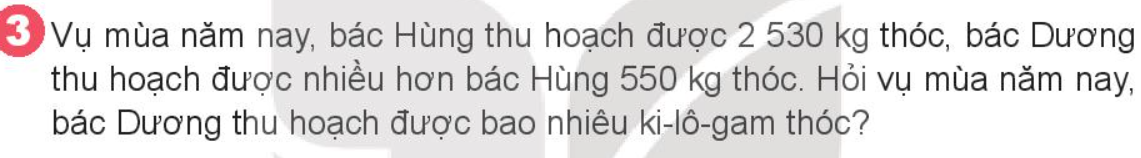 3 Vụ mùa năm nay, bác Hùng thu hoạch được 2 530 kg thóc, bác Dương
thu hoạch được nhiều hơn bác Hùng 550 kg thóc. Hỏi vụ mùa năm nay,
bác Dương thu hoạch được bao nhiêu ki-lô-gam thóc?